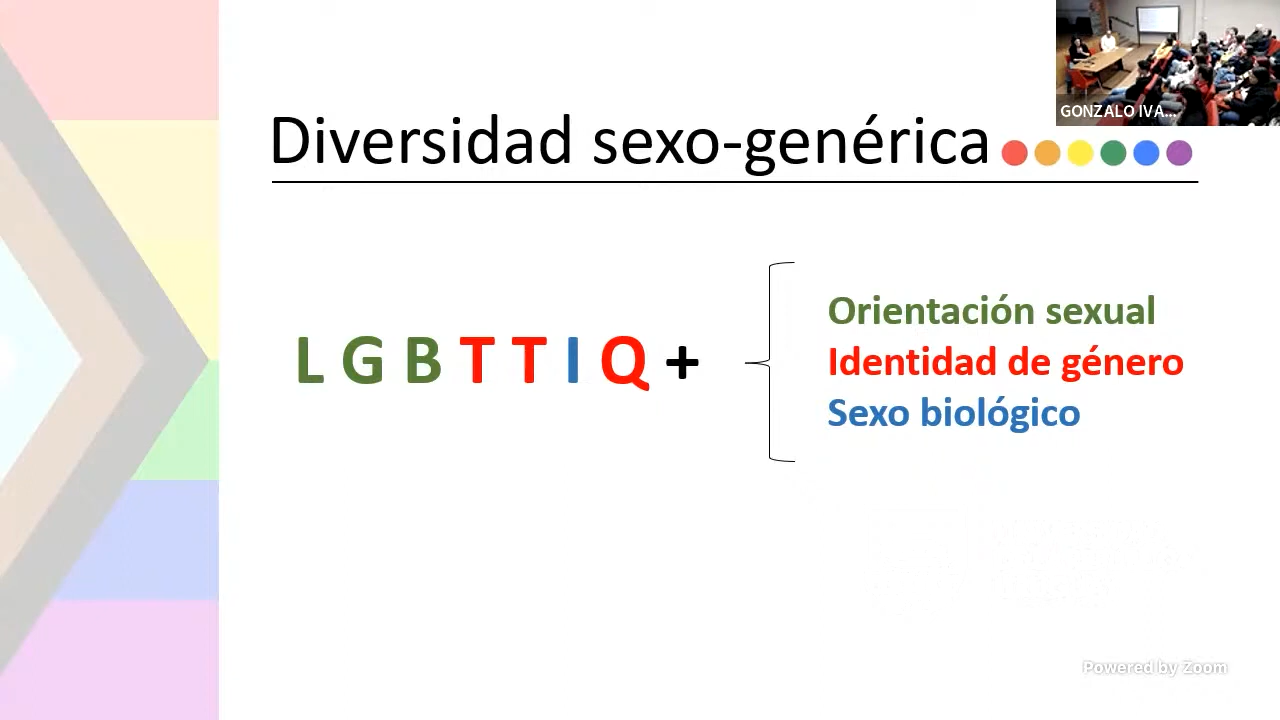 GONZALO IVA...
Diversidad sexo-genérica
L G B T T I Q +
Orientación sexual
Identidad de género
Sexo biológico
Powered by Zoom